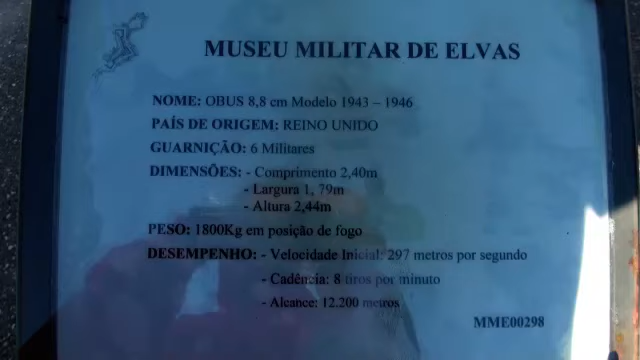 MUSEU MILITAR DE ELVAS
NOME: OBUS 8,8 cm Modelo 1943 – 1946
PAÍS DE ORIGEM: REINO UNIDO
GUARNIÇÃO: 6 Militares
DIMENSÕES: - Comprimento 2,40m
- Largura 1, 79m
- Altura 2,44m
PESO: 1800Kg em posição de fogo
DESEMPENHO: - Velocidade Inicial: 297 metros por segundo
- Cadência: 8 tiros por minuto
- Alcance: 12.200 metros
MME00298